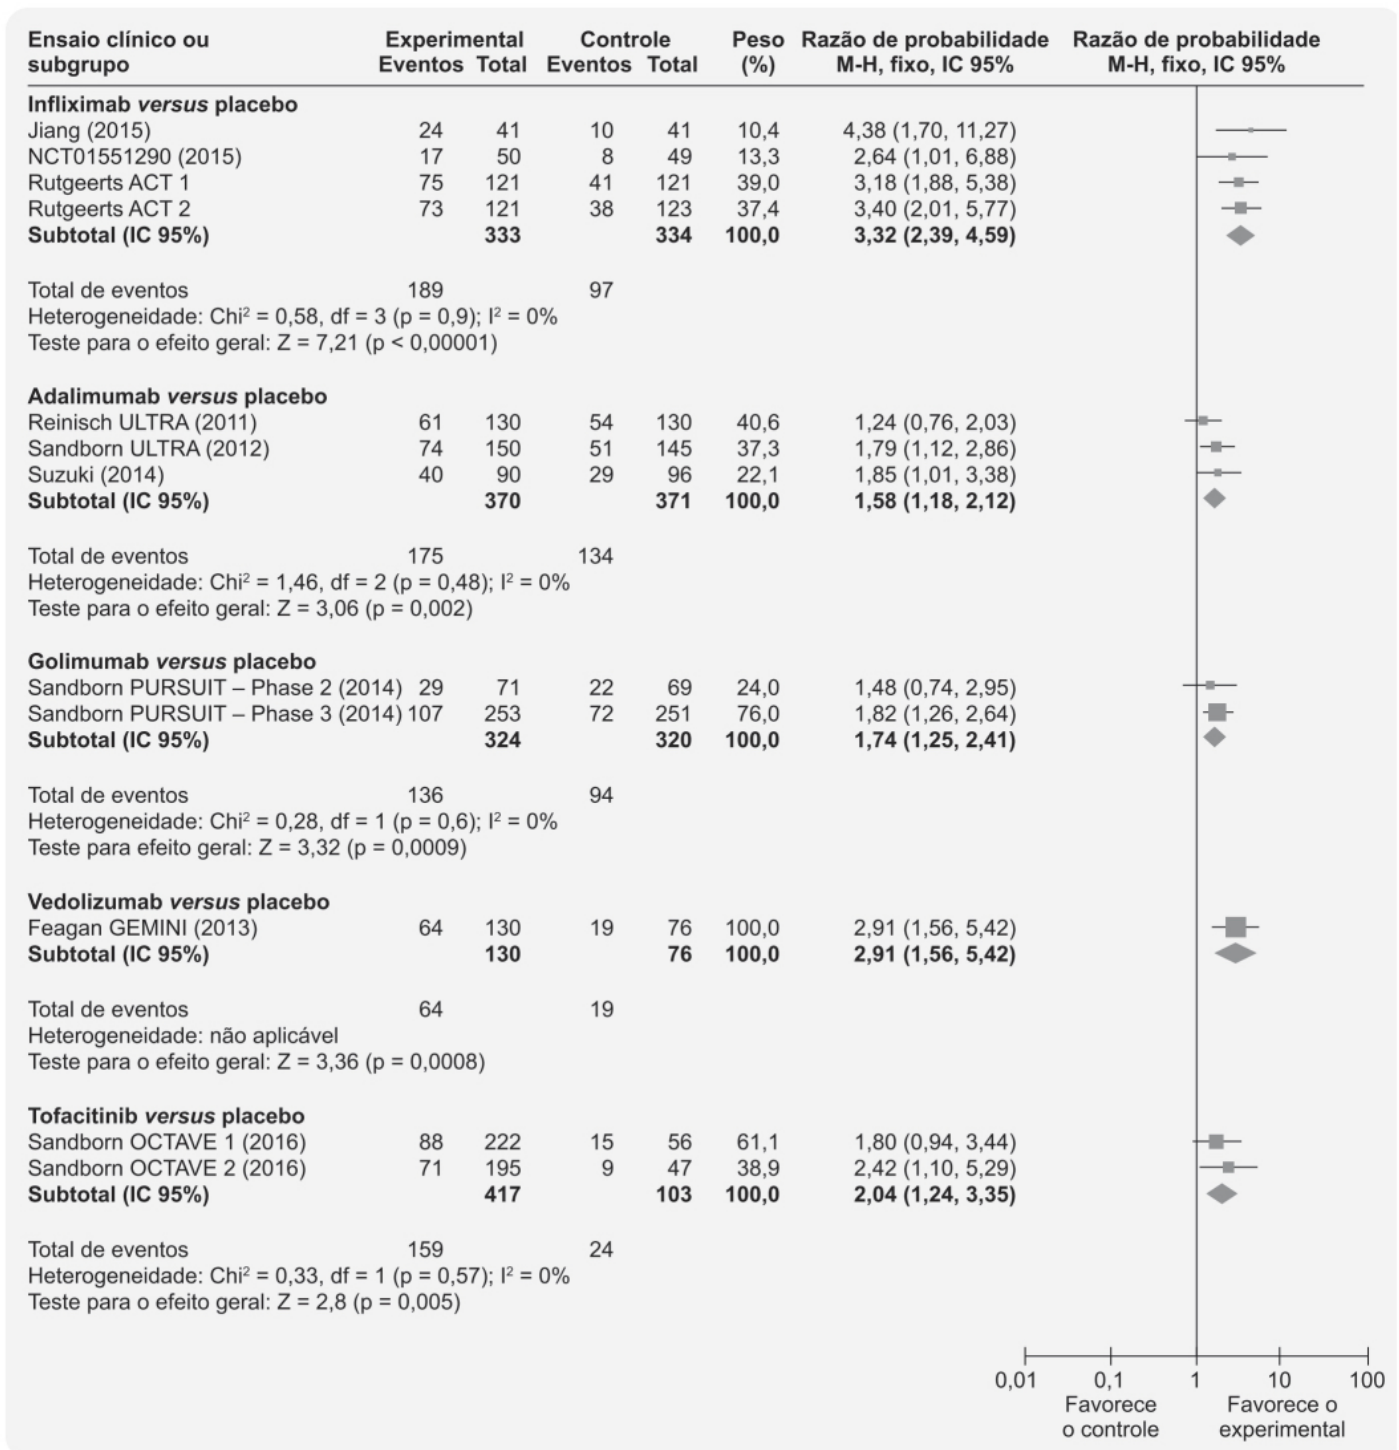 Ensaio clínico ou Experimental Controle Peso Razão de probabilidade Razão de probabilidade
subgrupo Eventos Total Eventos Total (%) M-H, fixo, IC 95% M-H, fixo, IC 95%
Infliximab versus placebo
Jiang (2015) 24 41 10 41 10,4 4,38 (1,70, 11,27)
NCT01551290 (2015) 17 50 8 49 13,3 2,64 (1,01, 6,88)
Rutgeerts ACT 1 75 121 41 121 39,0 3,18 (1,88, 5,38)
Rutgeerts ACT 2 73 121 38 123 37,4 3,40 (2,01, 5,77)
Subtotal (IC 95%) 333 334 100,0 3,32 (2,39, 4,59)
Total de eventos 189 97
Heterogeneidade: Chi² = 0,58, df = 3 (p = 0,9); I² = 0%
Teste para o efeito geral: Z = 7,21 (p < 0,00001)
Adalimumab versus placebo
Reinisch ULTRA (2011) 61 130 54 130 40,6 1,24 (0,76, 2,03)
Sandborn ULTRA (2012) 74 150 51 145 37,3 1,79 (1,12, 2,86)
Suzuki (2014) 40 90 29 96 22,1 1,85 (1,01, 3,38)
Subtotal (IC 95%) 370 371 100,0 1,58 (1,18, 2,12)
Total de eventos 175 134
Heterogeneidade: Chi² = 1,46, df = 2 (p = 0,48); I² = 0%
Teste para o efeito geral: Z = 3,06 (p = 0,002)
Golimumab versus placebo
Sandborn PURSUIT – Phase 2 (2014) 29 71 22 69 24,0 1,48 (0,74, 2,95)
Sandborn PURSUIT – Phase 3 (2014) 107 253 72 251 76,0 1,82 (1,26, 2,64)
Subtotal (IC 95%) 324 320 100,0 1,74 (1,25, 2,41)
Total de eventos 136 94
Heterogeneidade: Chi² = 0,28, df = 1 (p = 0,6); I² = 0%
Teste para efeito geral: Z = 3,32 (p = 0,0009)
Vedolizumab versus placebo
Feagan GEMINI (2013) 64 130 19 76 100,0 2,91 (1,56, 5,42)
Subtotal (IC 95%) 130 76 100,0 2,91 (1,56, 5,42)
Total de eventos 64 19
Heterogeneidade: não aplicável
Teste para o efeito geral: Z = 3,36 (p = 0,0008)
Tofacitinib versus placebo
Sandborn OCTAVE 1 (2016) 88 222 15 56 61,1 1,80 (0,94, 3,44)
Sandborn OCTAVE 2 (2016) 71 195 9 47 38,9 2,42 (1,10, 5,29)
Subtotal (IC 95%) 417 103 100,0 2,04 (1,24, 3,35)
Total de eventos 159 24
Heterogeneidade: Chi² = 0,33, df = 1 (p = 0,57); I² = 0%
Teste para o efeito geral: Z = 2,8 (p = 0,005)
0,01 0,1 1 10 100
Favorece Favorece o
o controle experimental